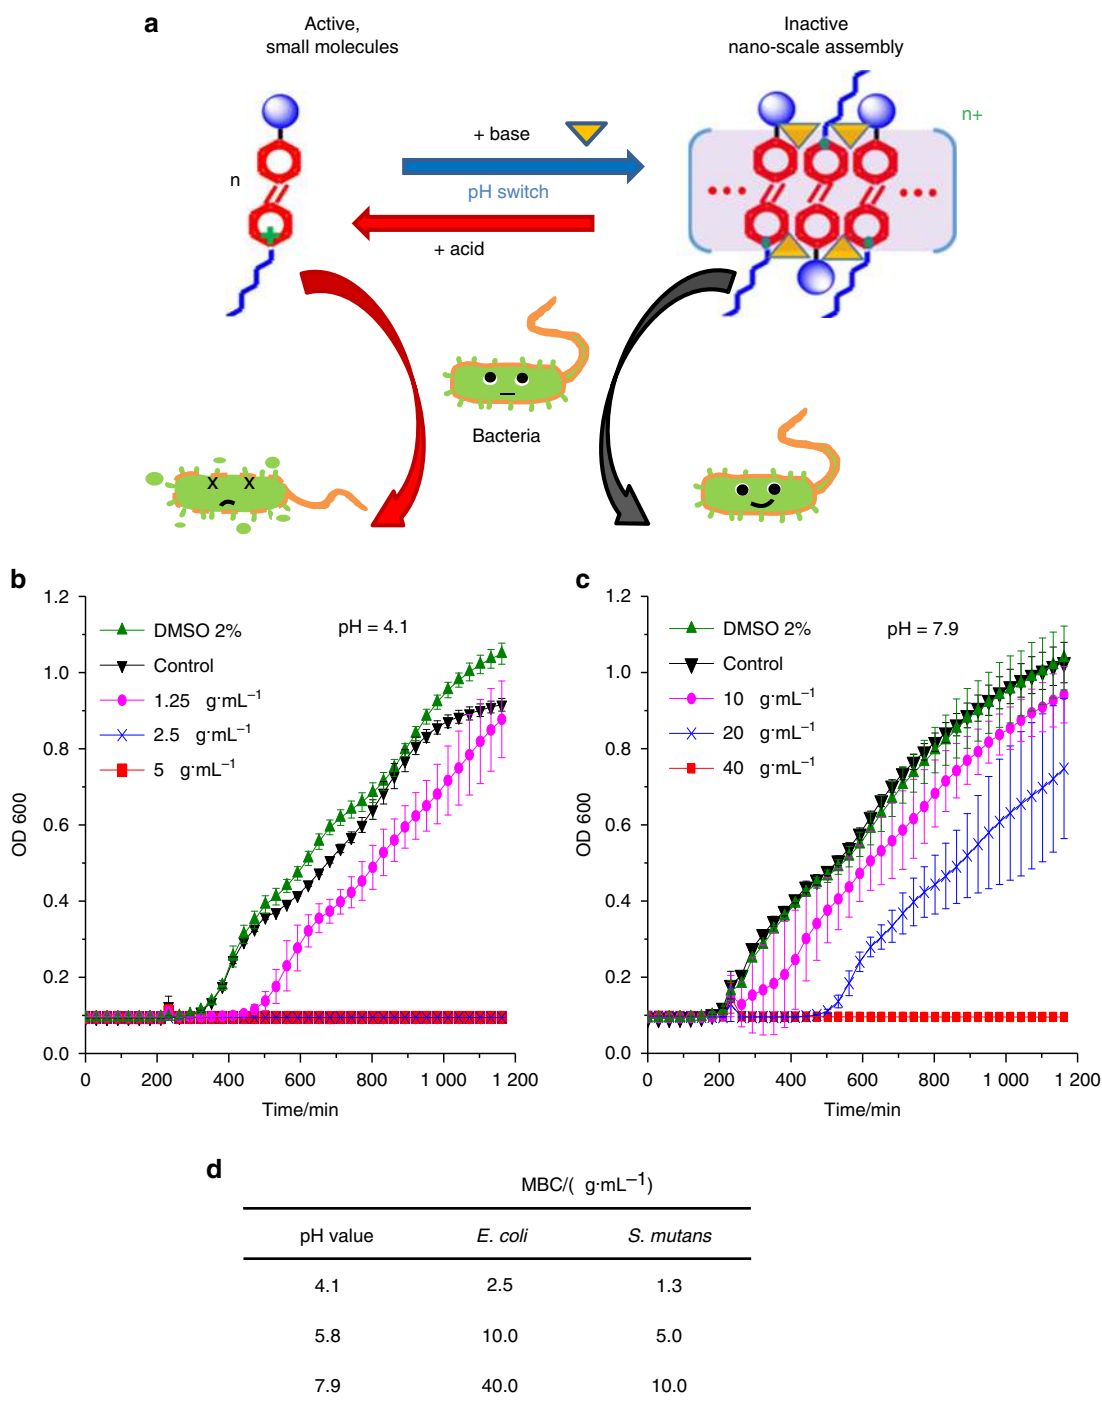 a
Active,
small molecules
Inactive
nano-scale assembly
n+
+ base
n
pH switch
+ acid
Bacteria
x x
b
1.2
1.0
0.8
0.6
0.4
0.2
0.0
OD 600
DMSO 2%
Control
1.25 g·mL⁻¹
2.5 g·mL⁻¹
5 g·mL⁻¹
pH = 4.1
0 200 400 600 800 1 000 1 200
Time/min
c
1.2
1.0
0.8
0.6
0.4
0.2
0.0
OD 600
DMSO 2%
Control
10 g·mL⁻¹
20 g·mL⁻¹
40 g·mL⁻¹
pH = 7.9
0 200 400 600 800 1 000 1 200
Time/min
d
MBC/( g·mL⁻¹)
pH value E. coli S. mutans
4.1 2.5 1.3
5.8 10.0 5.0
7.9 40.0 10.0